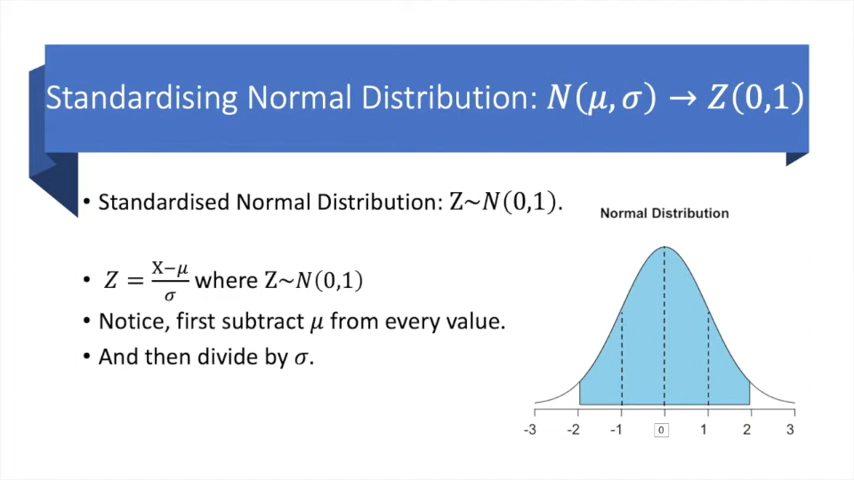 Standardising Normal Distribution: N(μ, σ) → Z(0,1)
• Standardised Normal Distribution: Z~N(0,1).
• Z = X−μ/σ where Z~N(0,1)
• Notice, first subtract μ from every value.
• And then divide by σ.
Normal Distribution
-3 -2 -1 0 1 2 3